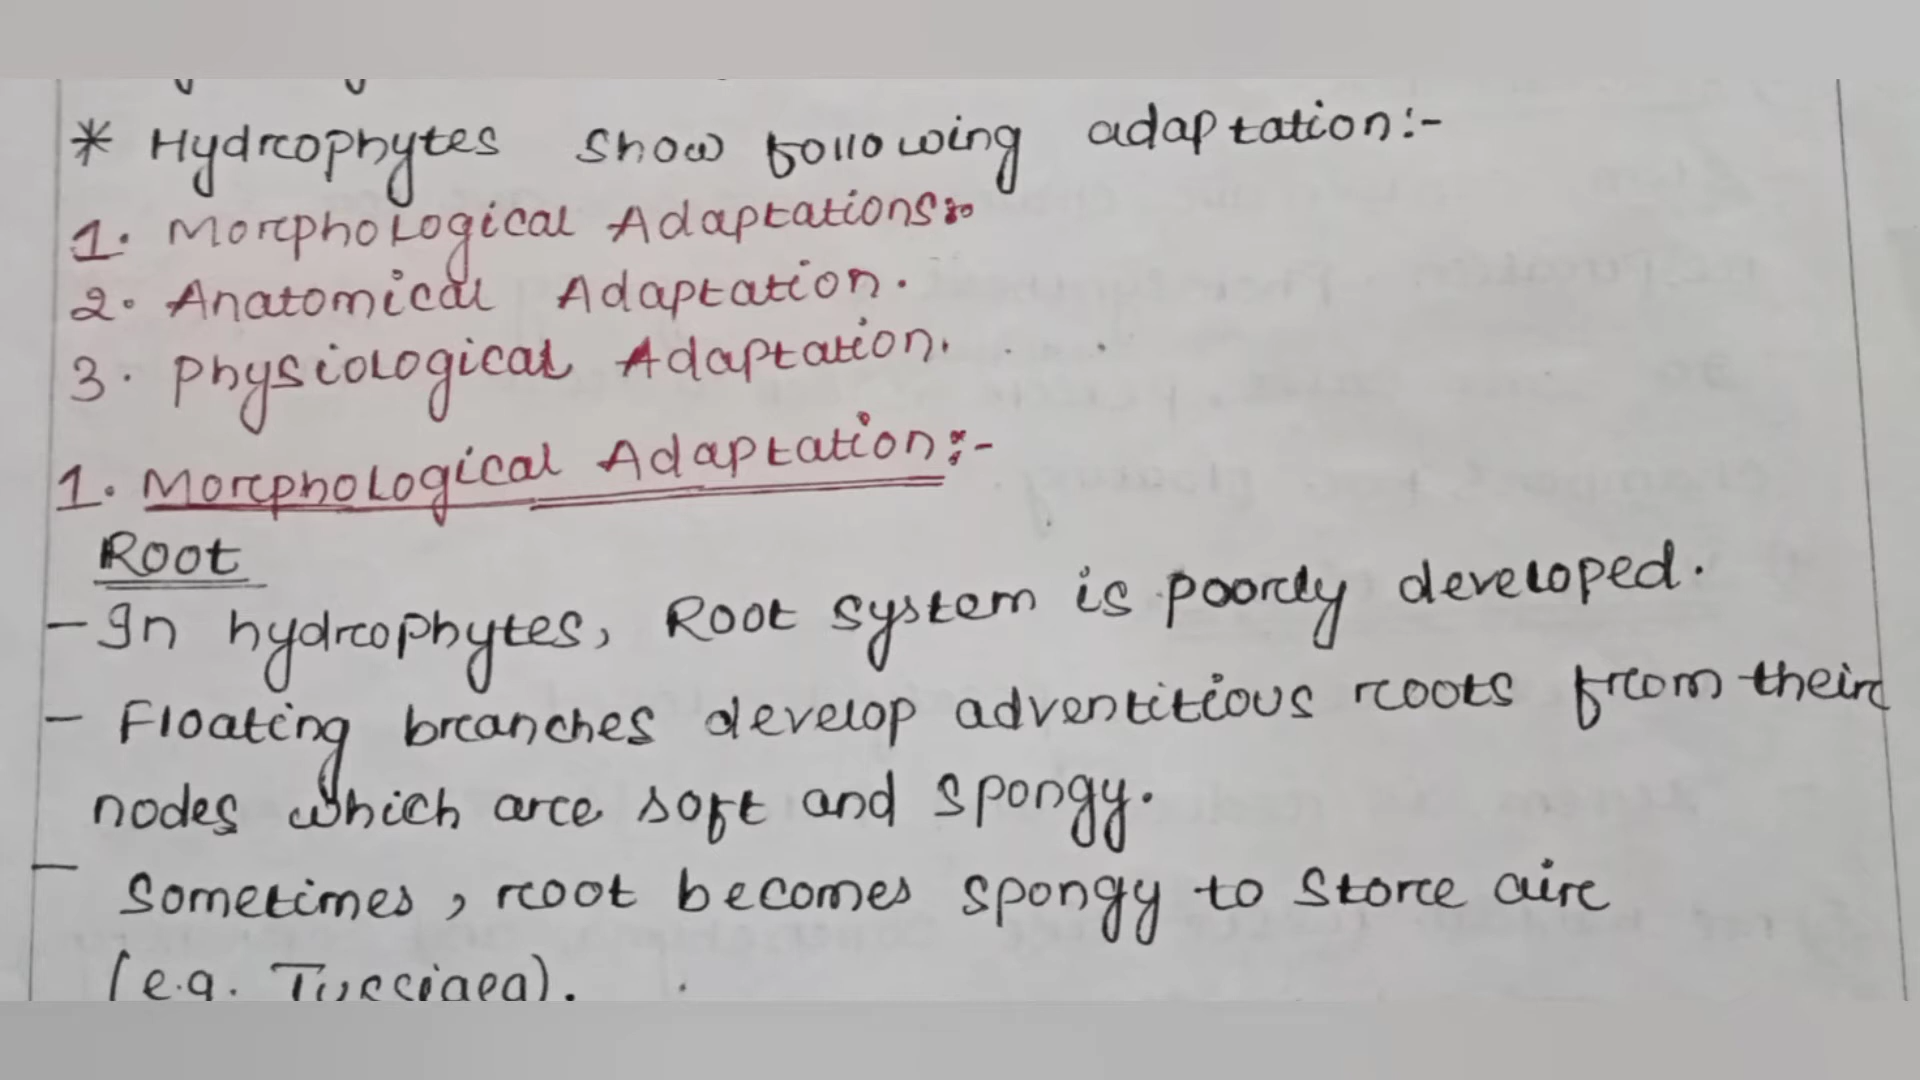 * Hydrophytes show following adaptation:-
1. Morphological Adaptations:-
2. Anatomical Adaptation.
3. Physiological Adaptation.
1. Morphological Adaptation:-
Root
- In hydrophytes, Root system is poorly developed.
- Floating branches develop adventitious roots from their
nodes which are soft and spongy.
- Sometimes, root becomes spongy to store air
(e.g. Jussiaea).